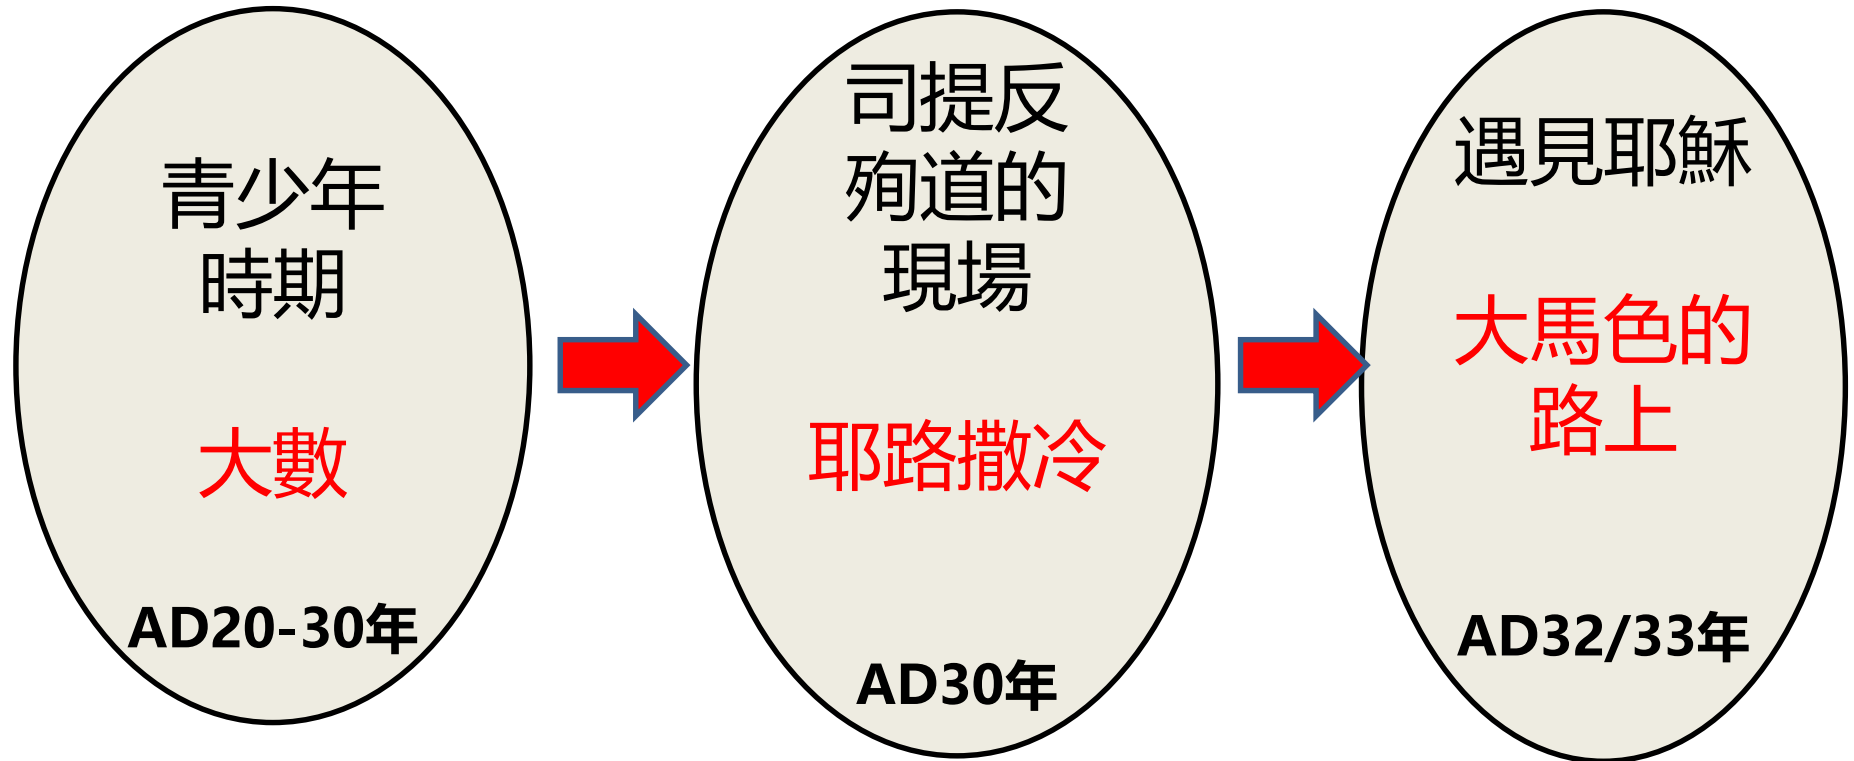 青少年
時期
大數
AD20-30年
司提反
殉道的
現場
耶路撒冷
AD30年
遇見耶穌
大馬色的
路上
AD32/33年